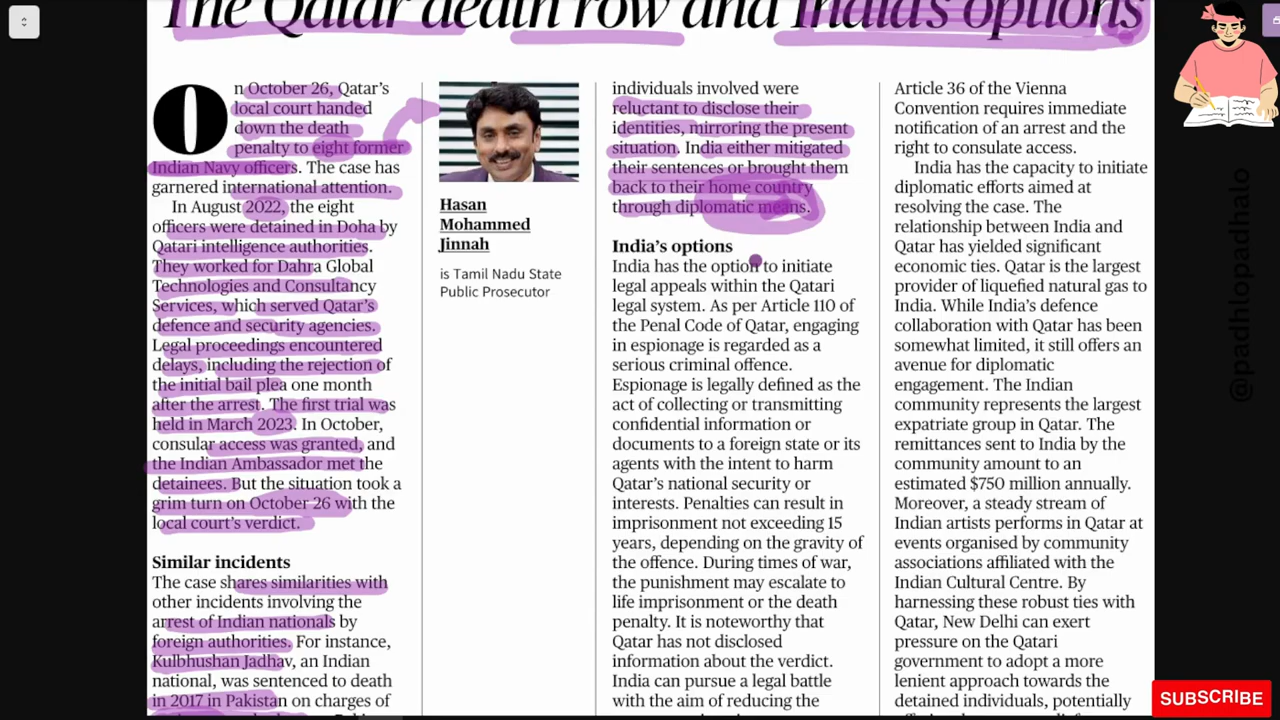 The Qatar death row and India's options
On October 26, Qatar's
local court handed
down the death
penalty to eight former
Indian Navy officers. The case has
garnered international attention.
In August 2022, the eight
officers were detained in Doha by
Qatari intelligence authorities.
They worked for Dahra Global
Technologies and Consultancy
Services, which served Qatar's
defence and security agencies.
Legal proceedings encountered
delays, including the rejection of
the initial bail plea one month
after the arrest. The first trial was
held in March 2023. In October,
consular access was granted, and
the Indian Ambassador met the
detainees. But the situation took a
grim turn on October 26 with the
local court's verdict.
Similar incidents
The case shares similarities with
other incidents involving the
arrest of Indian nationals by
foreign authorities. For instance,
Kulbhushan Jadhav, an Indian
national, was sentenced to death
in 2017 in Pakistan on charges of
Hasan
Mohammed
Jinnah
is Tamil Nadu State
Public Prosecutor
individuals involved were
reluctant to disclose their
identities, mirroring the present
situation. India either mitigated
their sentences or brought them
back to their home country
through diplomatic means.
India's options
India has the option to initiate
legal appeals within the Qatari
legal system. As per Article 110 of
the Penal Code of Qatar, engaging
in espionage is regarded as a
serious criminal offence.
Espionage is legally defined as the
act of collecting or transmitting
confidential information or
documents to a foreign state or its
agents with the intent to harm
Qatar's national security or
interests. Penalties can result in
imprisonment not exceeding 15
years, depending on the gravity of
the offence. During times of war,
the punishment may escalate to
life imprisonment or the death
penalty. It is noteworthy that
Qatar has not disclosed
information about the verdict.
India can pursue a legal battle
with the aim of reducing the
Article 36 of the Vienna
Convention requires immediate
notification of an arrest and the
right to consulate access.
India has the capacity to initiate
diplomatic efforts aimed at
resolving the case. The
relationship between India and
Qatar has yielded significant
economic ties. Qatar is the largest
provider of liquefied natural gas to
India. While India's defence
collaboration with Qatar has been
somewhat limited, it still offers an
avenue for diplomatic
engagement. The Indian
community represents the largest
expatriate group in Qatar. The
remittances sent to India by the
community amount to an
estimated $750 million annually.
Moreover, a steady stream of
Indian artists performs in Qatar at
events organised by community
associations affiliated with the
Indian Cultural Centre. By
harnessing these robust ties with
Qatar, New Delhi can exert
pressure on the Qatari
government to adopt a more
lenient approach towards the
detained individuals, potentially
@padhlopadhalo
SUBSCRIBE